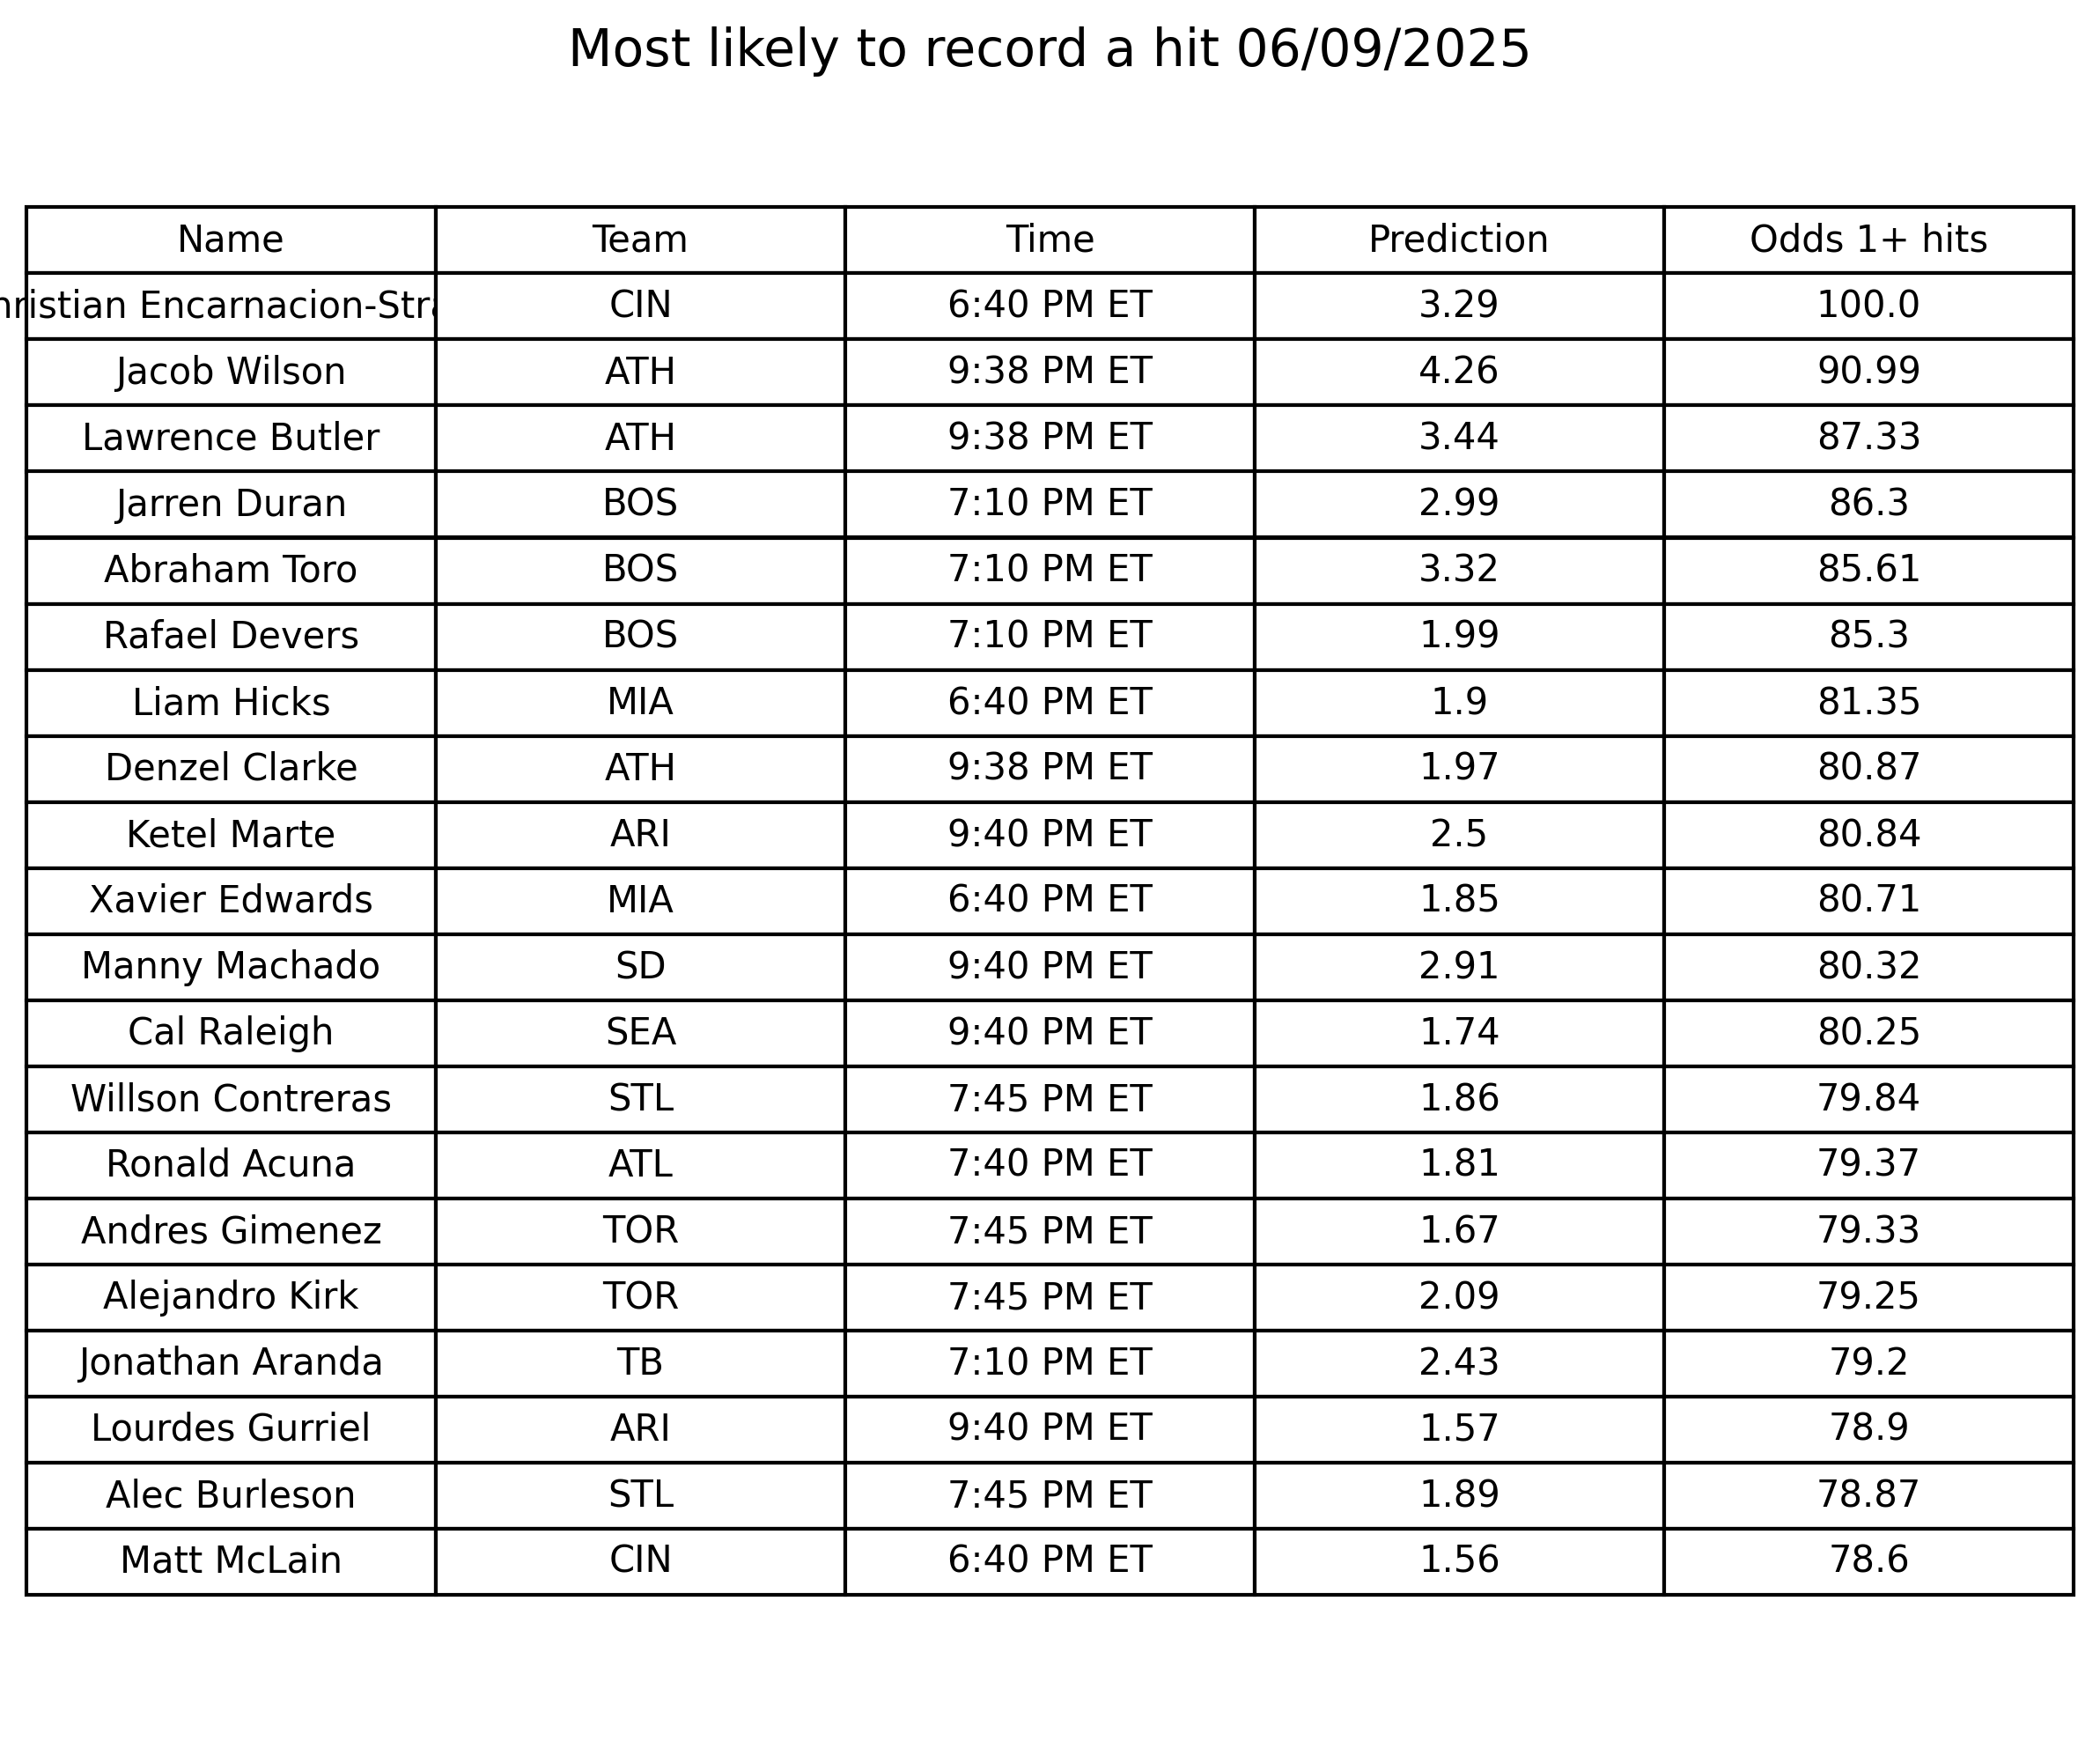 Most likely to record a hit 06/09/2025
Name Team Time Prediction Odds 1+ hits
hristian Encarnacion-Stra CIN 6:40 PM ET 3.29 100.0
Jacob Wilson ATH 9:38 PM ET 4.26 90.99
Lawrence Butler ATH 9:38 PM ET 3.44 87.33
Jarren Duran BOS 7:10 PM ET 2.99 86.3
Abraham Toro BOS 7:10 PM ET 3.32 85.61
Rafael Devers BOS 7:10 PM ET 1.99 85.3
Liam Hicks MIA 6:40 PM ET 1.9 81.35
Denzel Clarke ATH 9:38 PM ET 1.97 80.87
Ketel Marte ARI 9:40 PM ET 2.5 80.84
Xavier Edwards MIA 6:40 PM ET 1.85 80.71
Manny Machado SD 9:40 PM ET 2.91 80.32
Cal Raleigh SEA 9:40 PM ET 1.74 80.25
Willson Contreras STL 7:45 PM ET 1.86 79.84
Ronald Acuna ATL 7:40 PM ET 1.81 79.37
Andres Gimenez TOR 7:45 PM ET 1.67 79.33
Alejandro Kirk TOR 7:45 PM ET 2.09 79.25
Jonathan Aranda TB 7:10 PM ET 2.43 79.2
Lourdes Gurriel ARI 9:40 PM ET 1.57 78.9
Alec Burleson STL 7:45 PM ET 1.89 78.87
Matt McLain CIN 6:40 PM ET 1.56 78.6